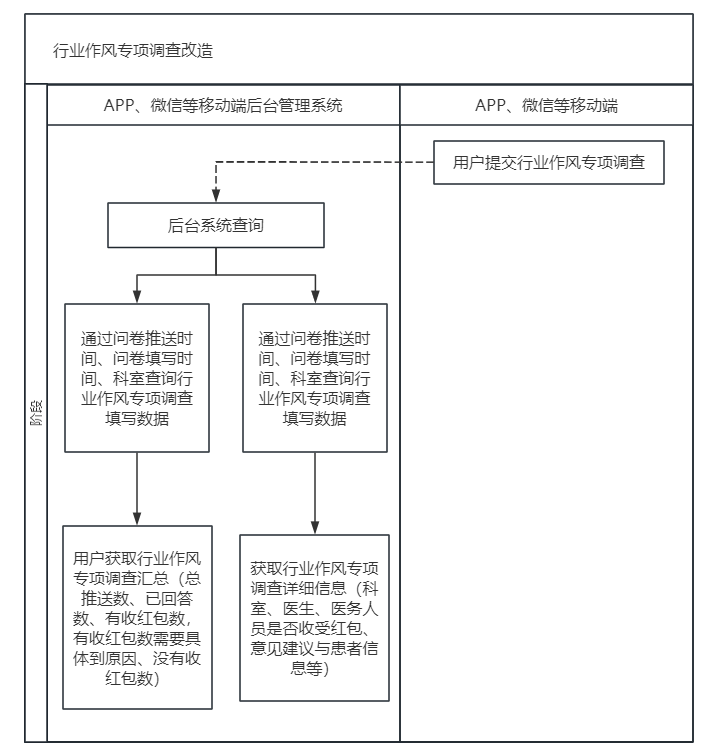 行业作风专项调查改造
APP、微信等移动端后台管理系统
APP、微信等移动端
用户提交行业作风专项调查
后台系统查询
通过问卷推送时
间、问卷填写时
间、科室查询行
业作风专项调查
填写数据
通过问卷推送时
间、问卷填写时
间、科室查询行
业作风专项调查
填写数据
阶段
用户获取行业作风
专项调查汇总（总
推送数、已回答
数、有收红包数，
有收红包数需要具
体到原因、没有收
红包数）
获取行业作风专项
调查详细信息（科
室、医生、医务人
员是否收受红包、
意见建议与患者信
息等）